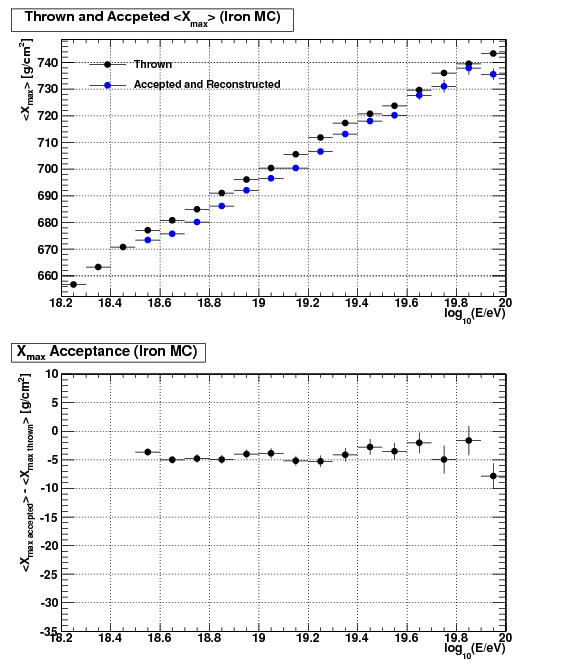 Thrown and Accpeted <Xmax> (Iron MC)
<Xmax> [g/cm2]
740
730
720
710
700
690
680
670
660
Thrown
Accepted and Reconstructed
18.2 18.4 18.6 18.8 19 19.2 19.4 19.6 19.8 20
log10(E/eV)
Xmax Acceptance (Iron MC)
<Xmax accepted> - <Xmax thrown> [g/cm2]
10
5
0
-5
-10
-15
-20
-25
-30
-35
18.2 18.4 18.6 18.8 19 19.2 19.4 19.6 19.8 20
log10(E/eV)